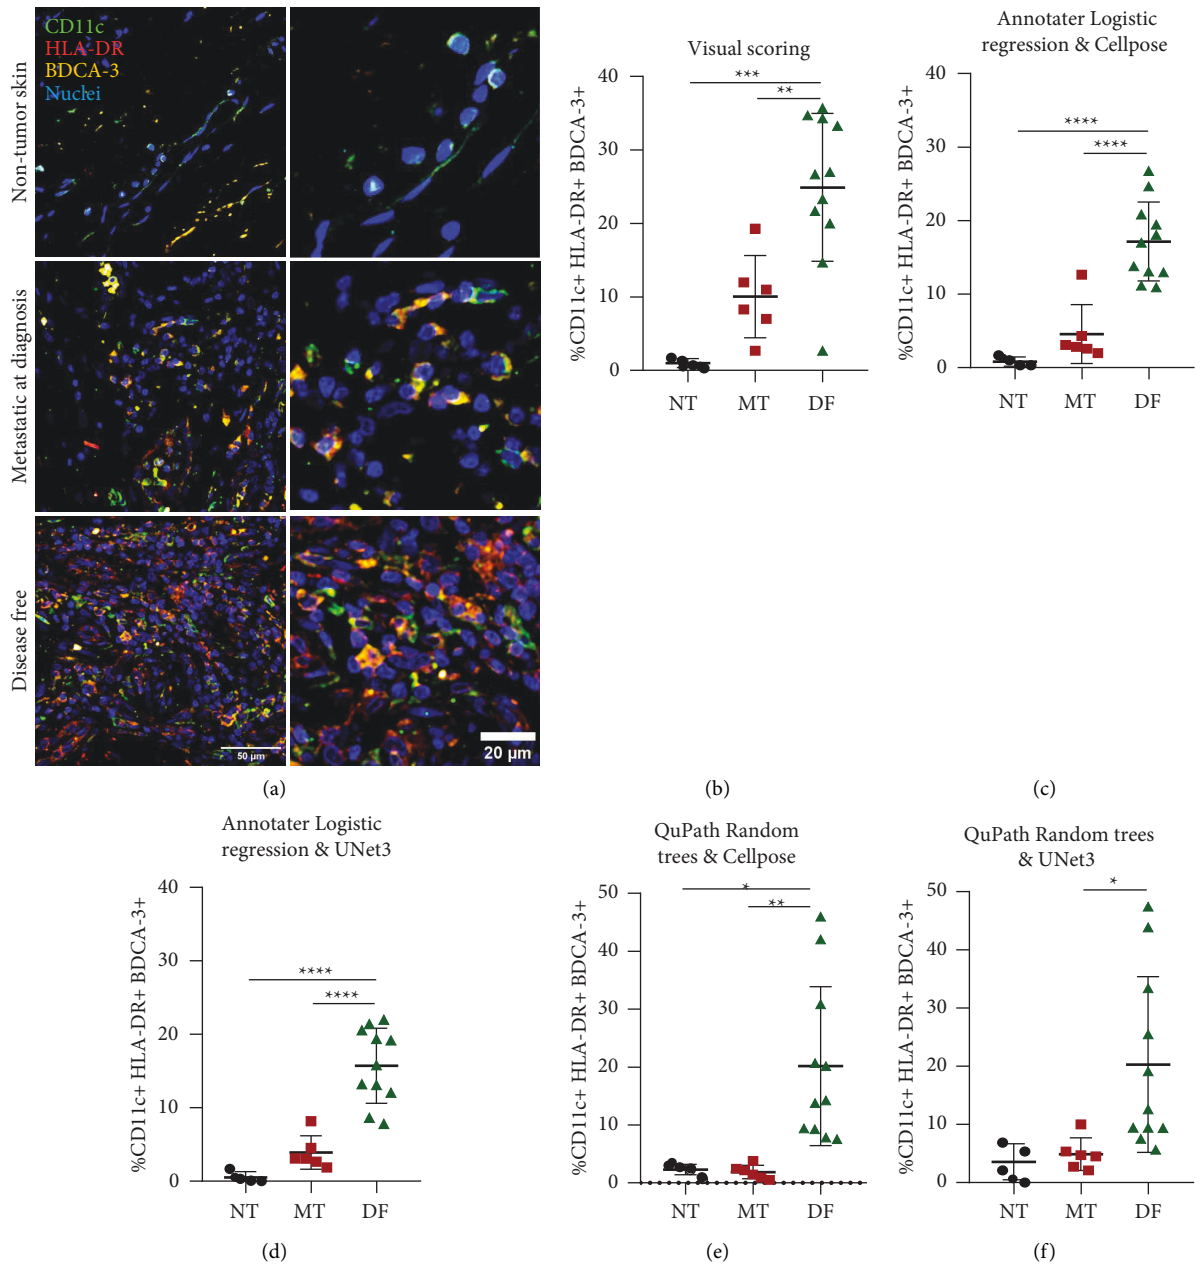 CD11c
HLA-DR
BDCA-3
Nuclei
Non-tumor skin
Metastatic at diagnosis
Disease free
50 µm
20 µm
(a)
Visual scoring
%CD11c+ HLA-DR+ BDCA-3+
40
30
20
10
0
***
**
NT MT DF
(b)
Annotater Logistic
regression & Cellpose
%CD11c+ HLA-DR+ BDCA-3+
40
30
20
10
0
****
****
NT MT DF
(c)
Annotater Logistic
regression & UNet3
%CD11c+ HLA-DR+ BDCA-3+
40
30
20
10
0
****
****
NT MT DF
(d)
QuPath Random
trees & Cellpose
%CD11c+ HLA-DR+ BDCA-3+
50
40
30
20
10
0
*
**
NT MT DF
(e)
QuPath Random trees
& UNet3
%CD11c+ HLA-DR+ BDCA-3+
50
40
30
20
10
0
*
NT MT DF
(f)